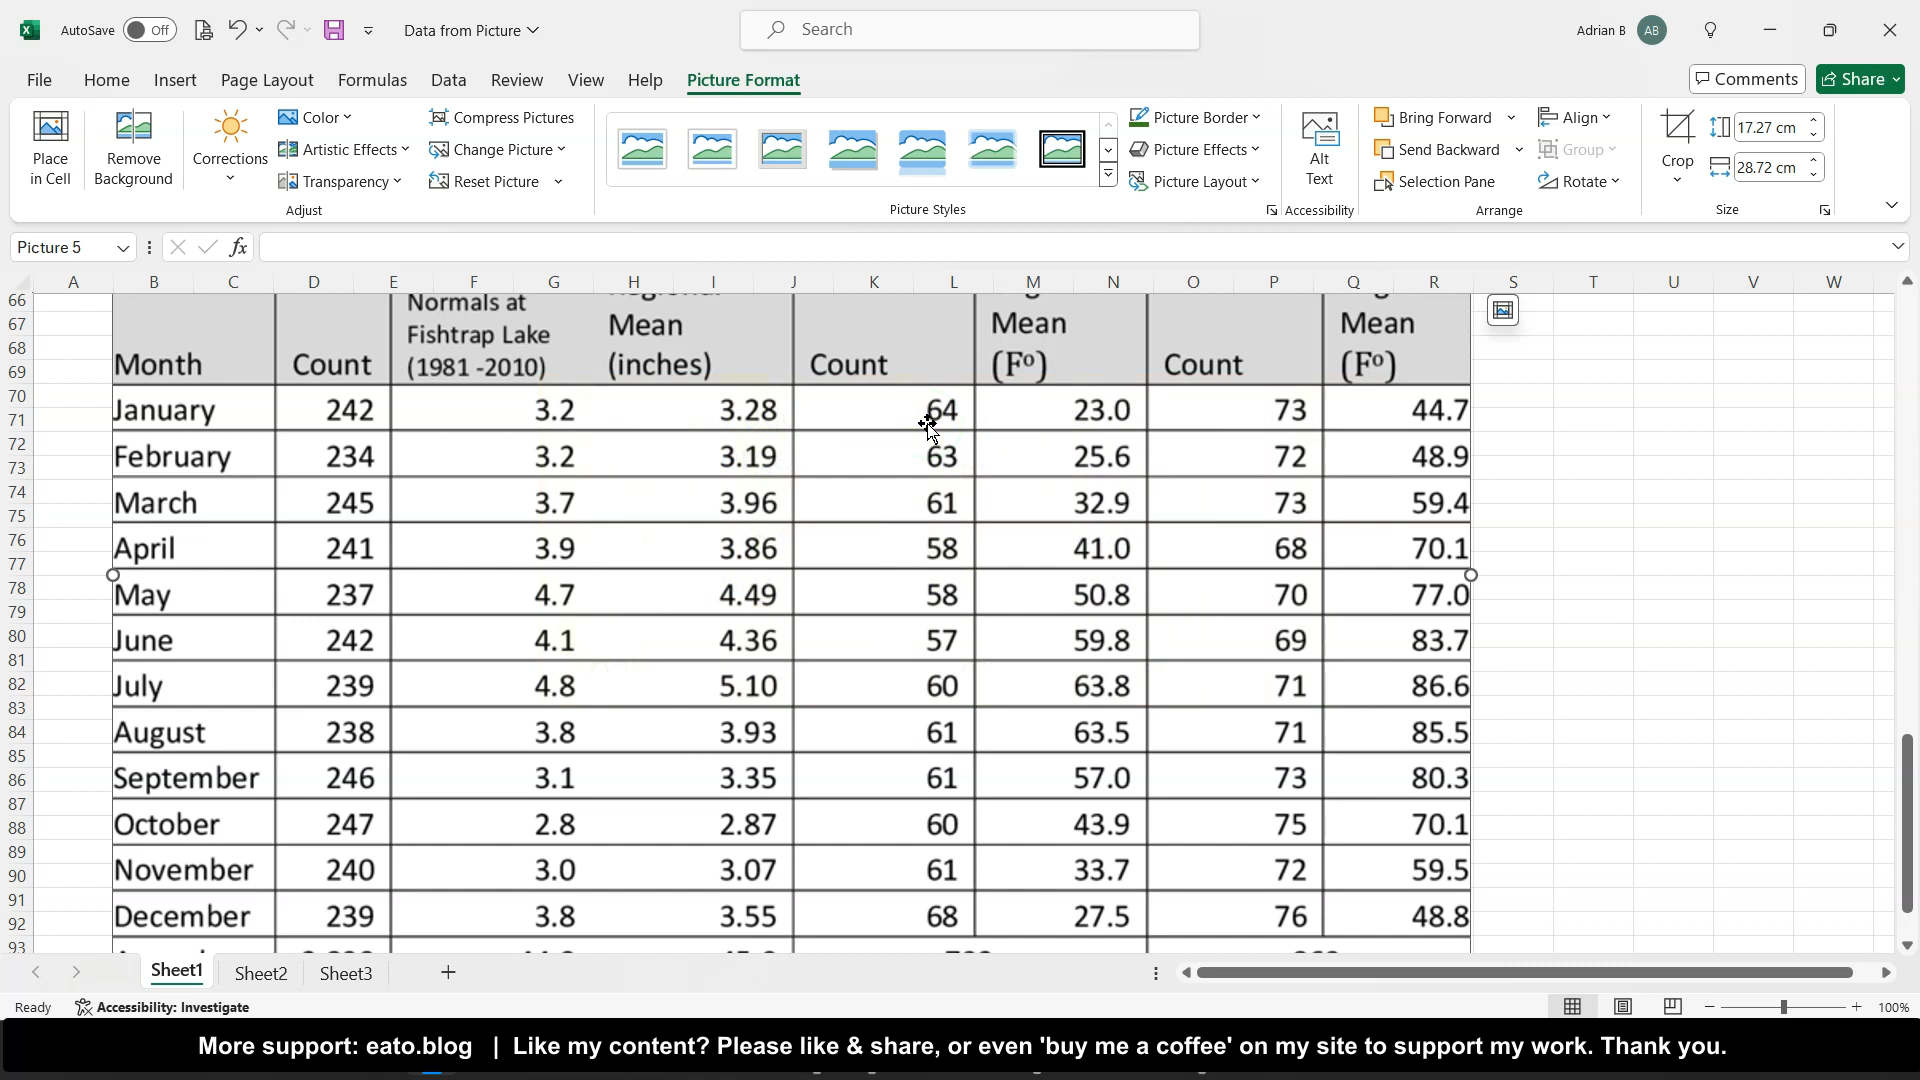 AutoSave Off Data from Picture Search Adrian B AB
File Home Insert Page Layout Formulas Data Review View Help Picture Format Comments Share
Place in Cell Remove Background Corrections Color Artistic Effects Transparency Compress Pictures Change Picture Reset Picture Picture Border Picture Effects Picture Layout Alt Text Bring Forward Send Backward Selection Pane Align Group Rotate Crop 17.27 cm 28.72 cm
Adjust Picture Styles Accessibility Arrange Size
Picture 5 fx
A B C D E F G H I J K L M N O P Q R S T U V W
66
67
68
69
70
71
72
73
74
75
76
77
78
79
80
81
82
83
84
85
86
87
88
89
90
91
92
93
Normals at
Fishtrap Lake Mean Mean Mean
Month Count (1981 -2010) (inches) Count (Fº) Count (Fº)
January 242 3.2 3.28 64 23.0 73 44.7
February 234 3.2 3.19 63 25.6 72 48.9
March 245 3.7 3.96 61 32.9 73 59.4
April 241 3.9 3.86 58 41.0 68 70.1
May 237 4.7 4.49 58 50.8 70 77.0
June 242 4.1 4.36 57 59.8 69 83.7
July 239 4.8 5.10 60 63.8 71 86.6
August 238 3.8 3.93 61 63.5 71 85.5
September 246 3.1 3.35 61 57.0 73 80.3
October 247 2.8 2.87 60 43.9 75 70.1
November 240 3.0 3.07 61 33.7 72 59.5
December 239 3.8 3.55 68 27.5 76 48.8
Sheet1 Sheet2 Sheet3
Ready Accessibility: Investigate 100%
More support: eato.blog | Like my content? Please like & share, or even 'buy me a coffee' on my site to support my work. Thank you.